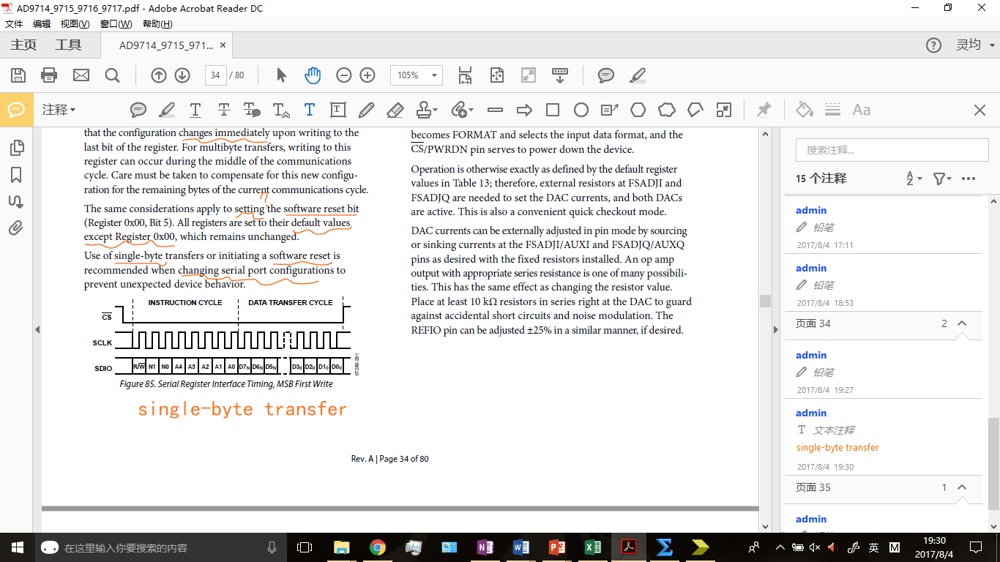 AD9714_9715_9716_9717.pdf - Adobe Acrobat Reader DC
文件 编辑 视图(V) 窗口(W) 帮助(H)
主页 工具 AD9714_9715_971... × 灵均
34 / 80 105%
注释
Aa
that the configuration changes immediately upon writing to the
last bit of the register. For multibyte transfers, writing to this
register can occur during the middle of the communications
cycle. Care must be taken to compensate for this new configu-
ration for the remaining bytes of the current communications cycle.
?
The same considerations apply to setting the software reset bit
(Register 0x00, Bit 5). All registers are set to their default values
except Register 0x00, which remains unchanged.
Use of single-byte transfers or initiating a software reset is
recommended when changing serial port configurations to
prevent unexpected device behavior.
INSTRUCTION CYCLE DATA TRANSFER CYCLE
CS
SCLK
SDIO R/W N1 N0 A4 A3 A2 A1 A0 D7N D6N D5N D30 D20 D10 D00
07265-291
Figure 85. Serial Register Interface Timing, MSB First Write
single-byte transfer
becomes FORMAT and selects the input data format, and the
CS/PWRDN pin serves to power down the device.
Operation is otherwise exactly as defined by the default register
values in Table 13; therefore, external resistors at FSADJI and
FSADJQ are needed to set the DAC currents, and both DACs
are active. This is also a convenient quick checkout mode.
DAC currents can be externally adjusted in pin mode by sourcing
or sinking currents at the FSADJI/AUXI and FSADJQ/AUXQ
pins as desired with the fixed resistors installed. An op amp
output with appropriate series resistance is one of many possibili-
ties. This has the same effect as changing the resistor value.
Place at least 10 kΩ resistors in series right at the DAC to guard
against accidental short circuits and noise modulation. The
REFIO pin can be adjusted ±25% in a similar manner, if desired.
Rev. A | Page 34 of 80
搜索注释...
15 个注释
admin
铅笔
2017/8/4 17:11
admin
铅笔
2017/8/4 18:53
页面 34 2
admin
铅笔
2017/8/4 19:27
admin
文本注释
single-byte transfer
2017/8/4 19:30
页面 35 1
admin
在这里输入你要搜索的内容
英 M
19:30
2017/8/4